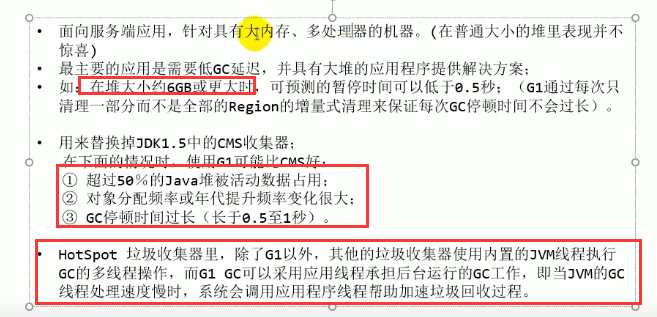 • 面向服务端应用，针对具有大内存、多处理器的机器。(在普通大小的堆里表现并不
惊喜)
• 最主要的应用是需要低GC延迟，并具有大堆的应用程序提供解决方案；
• 如：在堆大小约6GB或更大时，可预测的暂停时间可以低于0.5秒；（G1通过每次只
清理一部分而不是全部的Region的增量式清理来保证每次GC停顿时间不会过长）。
• 用来替换掉JDK1.5中的CMS收集器；
在下面的情况时，使用G1可能比CMS好：
① 超过50％的Java堆被活动数据占用；
② 对象分配频率或年代提升频率变化很大；
③ GC停顿时间过长（长于0.5至1秒）。
• HotSpot 垃圾收集器里，除了G1以外，其他的垃圾收集器使用内置的JVM线程执行
GC的多线程操作，而G1 GC可以采用应用线程承担后台运行的GC工作，即当JVM的GC
线程处理速度慢时，系统会调用应用程序线程帮助加速垃圾回收过程。